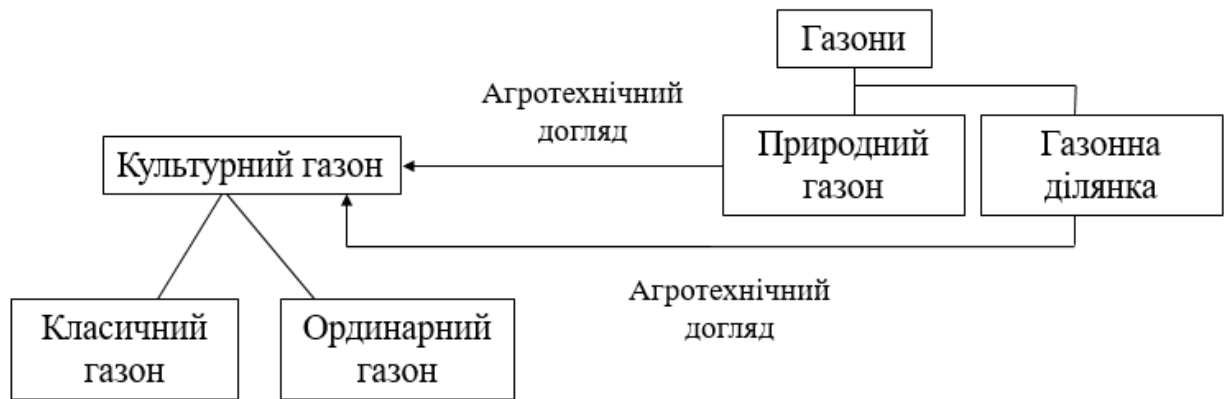 Газони
Агротехнічний
догляд
Культурний газон
Природний
газон
Газонна
ділянка
Агротехнічний
догляд
Класичний
газон
Ординарний
газон